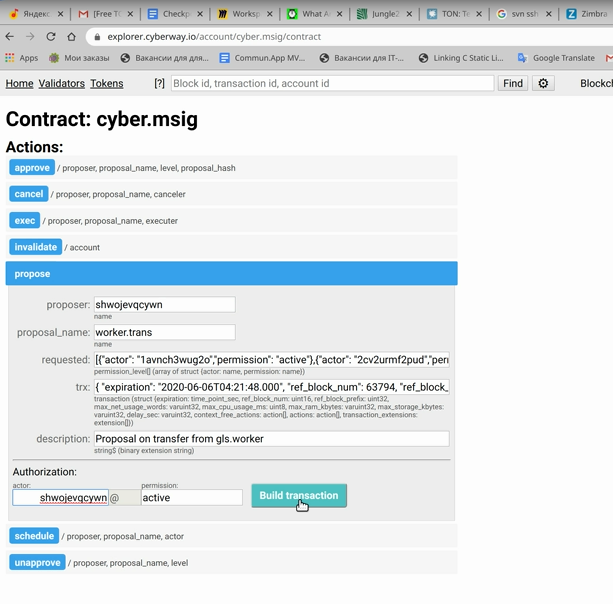 Яндекс
[Free TC
Checkp
Worksp
What A
Jungle2
TON: Te
svn ssh
Zimbra
explorer.cyberway.io/account/cyber.msig/contract
Apps
Мои заказы
Вакансии для для...
Commun.App MV...
Вакансии для IT-...
Linking C Static Li...
Google Translate
Home Validators Tokens [?] Block id, transaction id, account id Find Blockch
Contract: cyber.msig
Actions:
approve / proposer, proposal_name, level, proposal_hash
cancel / proposer, proposal_name, canceler
exec / proposer, proposal_name, executer
invalidate / account
propose
proposer: shwojevqcywn
name
proposal_name: worker.trans
name
requested: [{"actor": "1avnch3wug2o","permission": "active"},{"actor": "2cv2urmf2pud","perr
permission_level[] (array of struct {actor: name, permission: name})
trx: { "expiration": "2020-06-06T04:21:48.000", "ref_block_num": 63794, "ref_block_
transaction (struct {expiration: time_point_sec, ref_block_num: uint16, ref_block_prefix: uint32,
max_net_usage_words: varuint32, max_cpu_usage_ms: uint8, max_ram_kbytes: varuint32, max_storage_kbytes:
varuint32, delay_sec: varuint32, context_free_actions: action[], actions: action[], transaction_extensions:
extension[]})
description: Proposal on transfer from gls.worker
string$ (binary extension string)
Authorization:
actor: permission:
shwojevqcywn @ active Build transaction
schedule / proposer, proposal_name, actor
unapprove / proposer, proposal_name, level